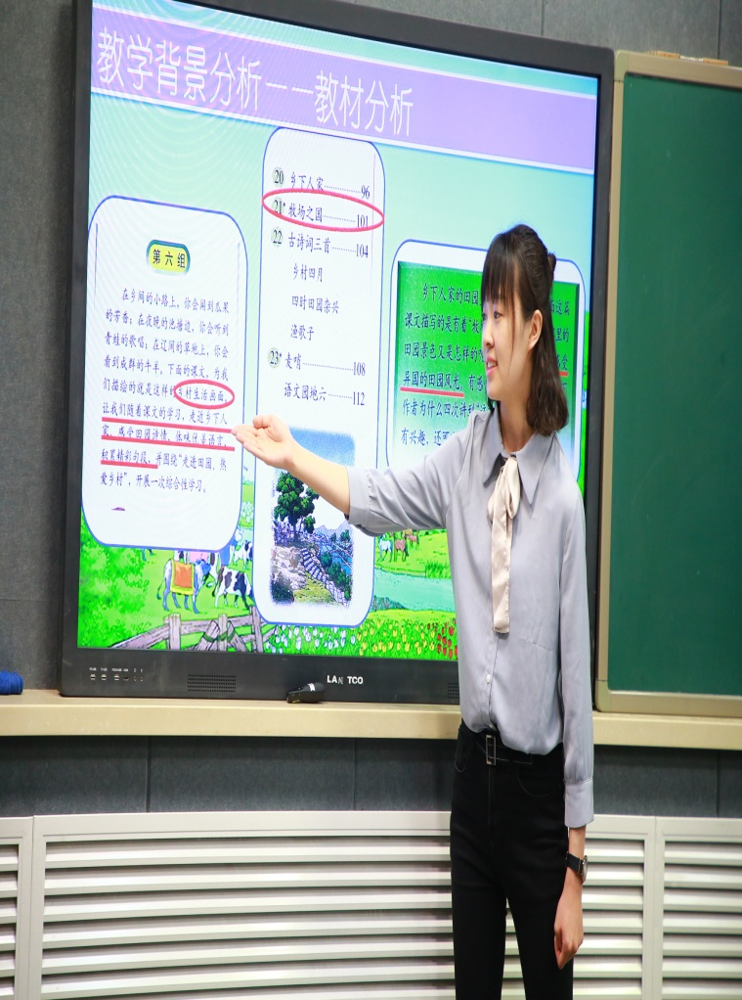 教学背景分析——教材分析
第六组
在乡间的小路上，你会闻到瓜果
的芳香；在夜晚的池塘边，你会听到
青蛙的歌唱；在辽阔的草地上，你会
看到成群的牛羊。下面的课文，为我
们描绘的就是这样的乡村生活画面。
让我们随着课文的学习，走近乡下人
家，感受田园诗情，体味优美语言，
积累精彩句段，并围绕“走进田园，热
爱乡村”，开展一次综合性学习。
20 乡下人家 96
21* 牧场之国 101
22 古诗词三首 104
乡村四月
四时田园杂兴
渔歌子
23* 麦哨 108
语文园地六 112
乡下人家的田园
课文描写的是有着“牧 里的
田园景色又是怎样的
异国的田园风光。有感
作者为什么四次讲到
有兴趣，还可
LANTCO